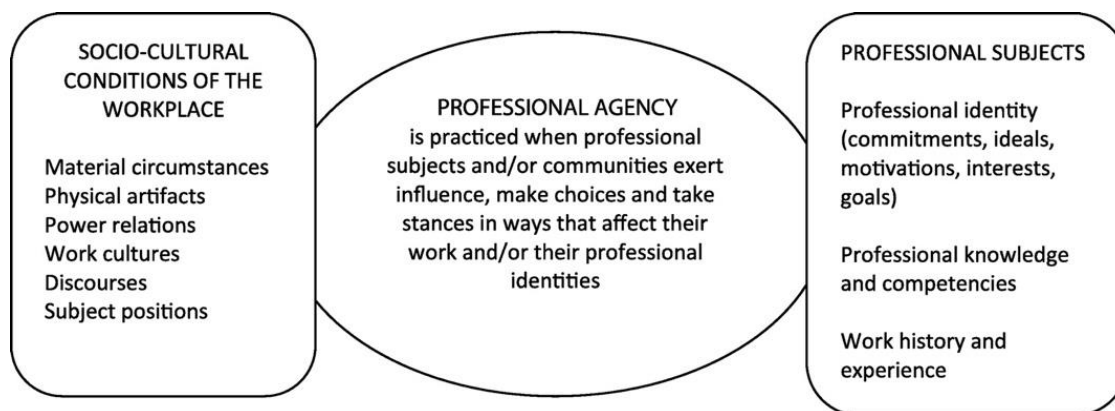 SOCIO-CULTURAL
CONDITIONS OF THE
WORKPLACE
Material circumstances
Physical artifacts
Power relations
Work cultures
Discourses
Subject positions
PROFESSIONAL AGENCY
is practiced when professional
subjects and/or communities exert
influence, make choices and take
stances in ways that affect their
work and/or their professional
identities
PROFESSIONAL SUBJECTS
Professional identity
(commitments, ideals,
motivations, interests,
goals)
Professional knowledge
and competencies
Work history and
experience